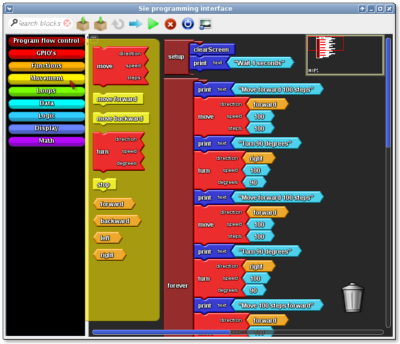 Sie programming interface
Search blocks
Program flow control
GPIO's
Functions
Movement
Loops
Data
Logic
Display
Math
direction
move speed
steps
move forward
move backward
direction
turn speed
degrees
stop
forward
backward
left
right
setup
clearScreen
print text "Wait 4 seconds"
forever
print text "Move forward 100 steps"
direction forward
move speed 100
steps 100
print text "Turn 90 degrees"
direction right
turn speed 100
degrees 90
print text "Move forward 100 steps"
direction forward
move speed 100
steps 100
print text "Turn 90 degrees"
direction right
turn speed 100
degrees 90
print text "Move 100 steps forward"
direction forward
speed 100